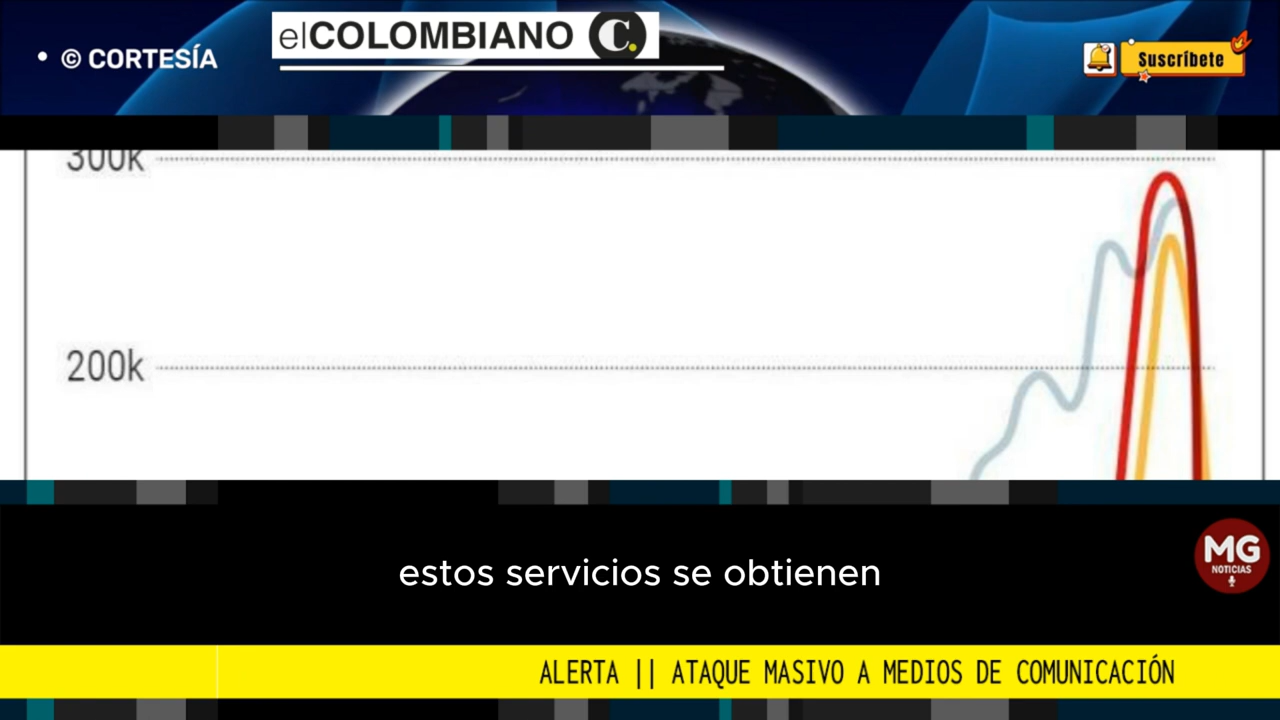 • © CORTESÍA
elCOLOMBIANO C.
Suscríbete
300k
200k
estos servicios se obtienen
MG
NOTICIAS
ALERTA || ATAQUE MASIVO A MEDIOS DE COMUNICACIÓN